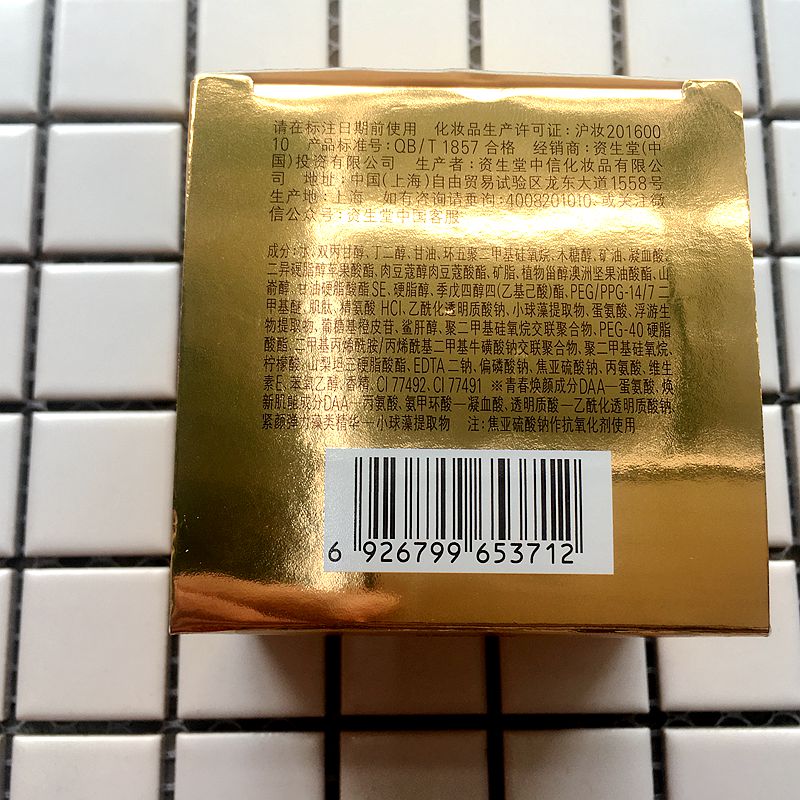 请在标注日期前使用 化妆品生产许可证:沪妆201600
10 产品标准号:QB/T 1857 合格 经销商:资生堂(中
国)投资有限公司 生产者:资生堂中信化妆品有限公
司 地址:中国(上海)自由贸易试验区龙东大道1558号
生产地:上海 如有咨询请垂询:4008201010,或关注微
信公众号:资生堂中国客服
成分:水、双丙甘醇、丁二醇、甘油、环五聚二甲基硅氧烷、木糖醇、矿油、凝血酸、
二异硬脂醇苹果酸酯、肉豆蔻醇肉豆蔻酸酯、矿脂、植物甾醇澳洲坚果油酸酯、山
嵛醇、甘油硬脂酸酯SE、硬脂醇、季戊四醇四(乙基己酸)酯、PEG/PPG-14/7 二
甲基醚、肌肽、精氨酸 HCl、乙酰化透明质酸钠、小球藻提取物、蛋氨酸、浮游生
物提取物、葡糖基橙皮苷、鲨肝醇、聚二甲基硅氧烷交联聚合物、PEG-40 硬脂
酸酯、二甲基丙烯酰胺/丙烯酰基二甲基牛磺酸钠交联聚合物、聚二甲基硅氧烷、
柠檬酸、山梨坦三硬脂酸酯、EDTA 二钠、偏磷酸钠、焦亚硫酸钠、丙氨酸、维生
素E、苯氧乙醇、香精、CI 77492、CI 77491 ※青春焕颜成分DAA—蛋氨酸、焕
新肌能成分DAA—丙氨酸、氨甲环酸—凝血酸、透明质酸—乙酰化透明质酸钠
紧颜弹力藻类精华—小球藻提取物 注:焦亚硫酸钠作抗氧化剂使用
6 926799 653712